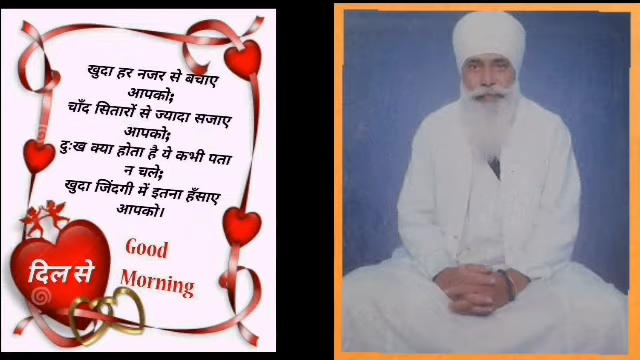 खुदा हर नजर से बचाए
आपको;
चाँद सितारों से ज्यादा सजाए
आपको;
दुःख क्या होता है ये कभी पता
न चले;
खुदा जिंदगी में इतना हँसाए
आपको।
Good
Morning
दिल से